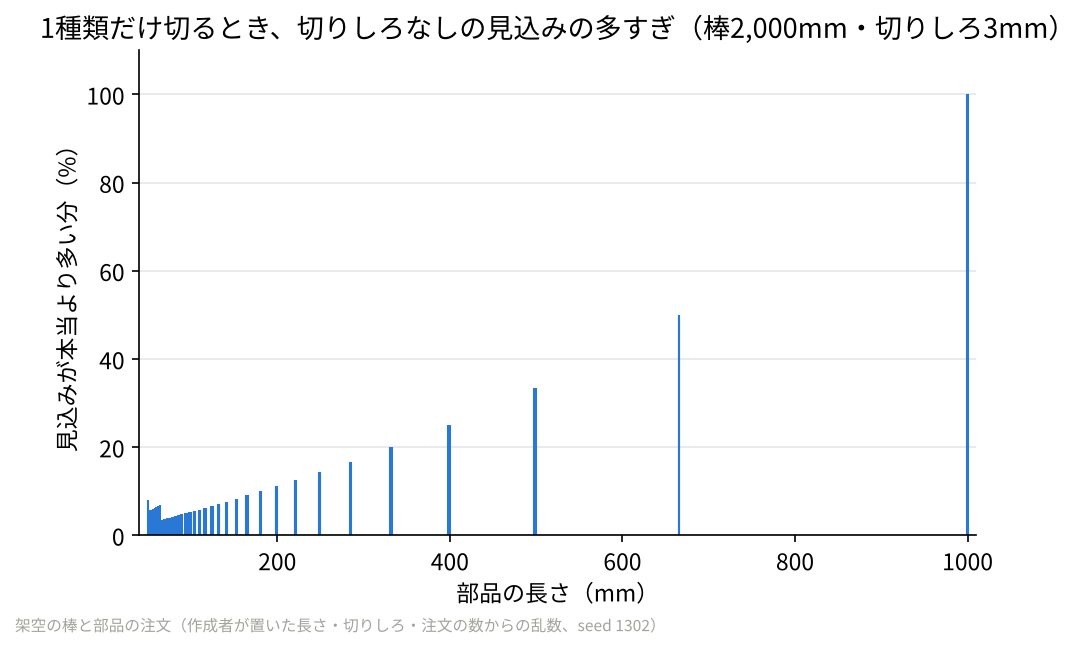 1種類だけ切るとき、切りしろなしの見込みの多すぎ（棒2,000mm・切りしろ3mm）
見込みが本当より多い分（%）
100
80
60
40
20
0
200 400 600 800 1000
部品の長さ（mm）
架空の棒と部品の注文（作成者が置いた長さ・切りしろ・注文の数からの乱数、seed 1302）